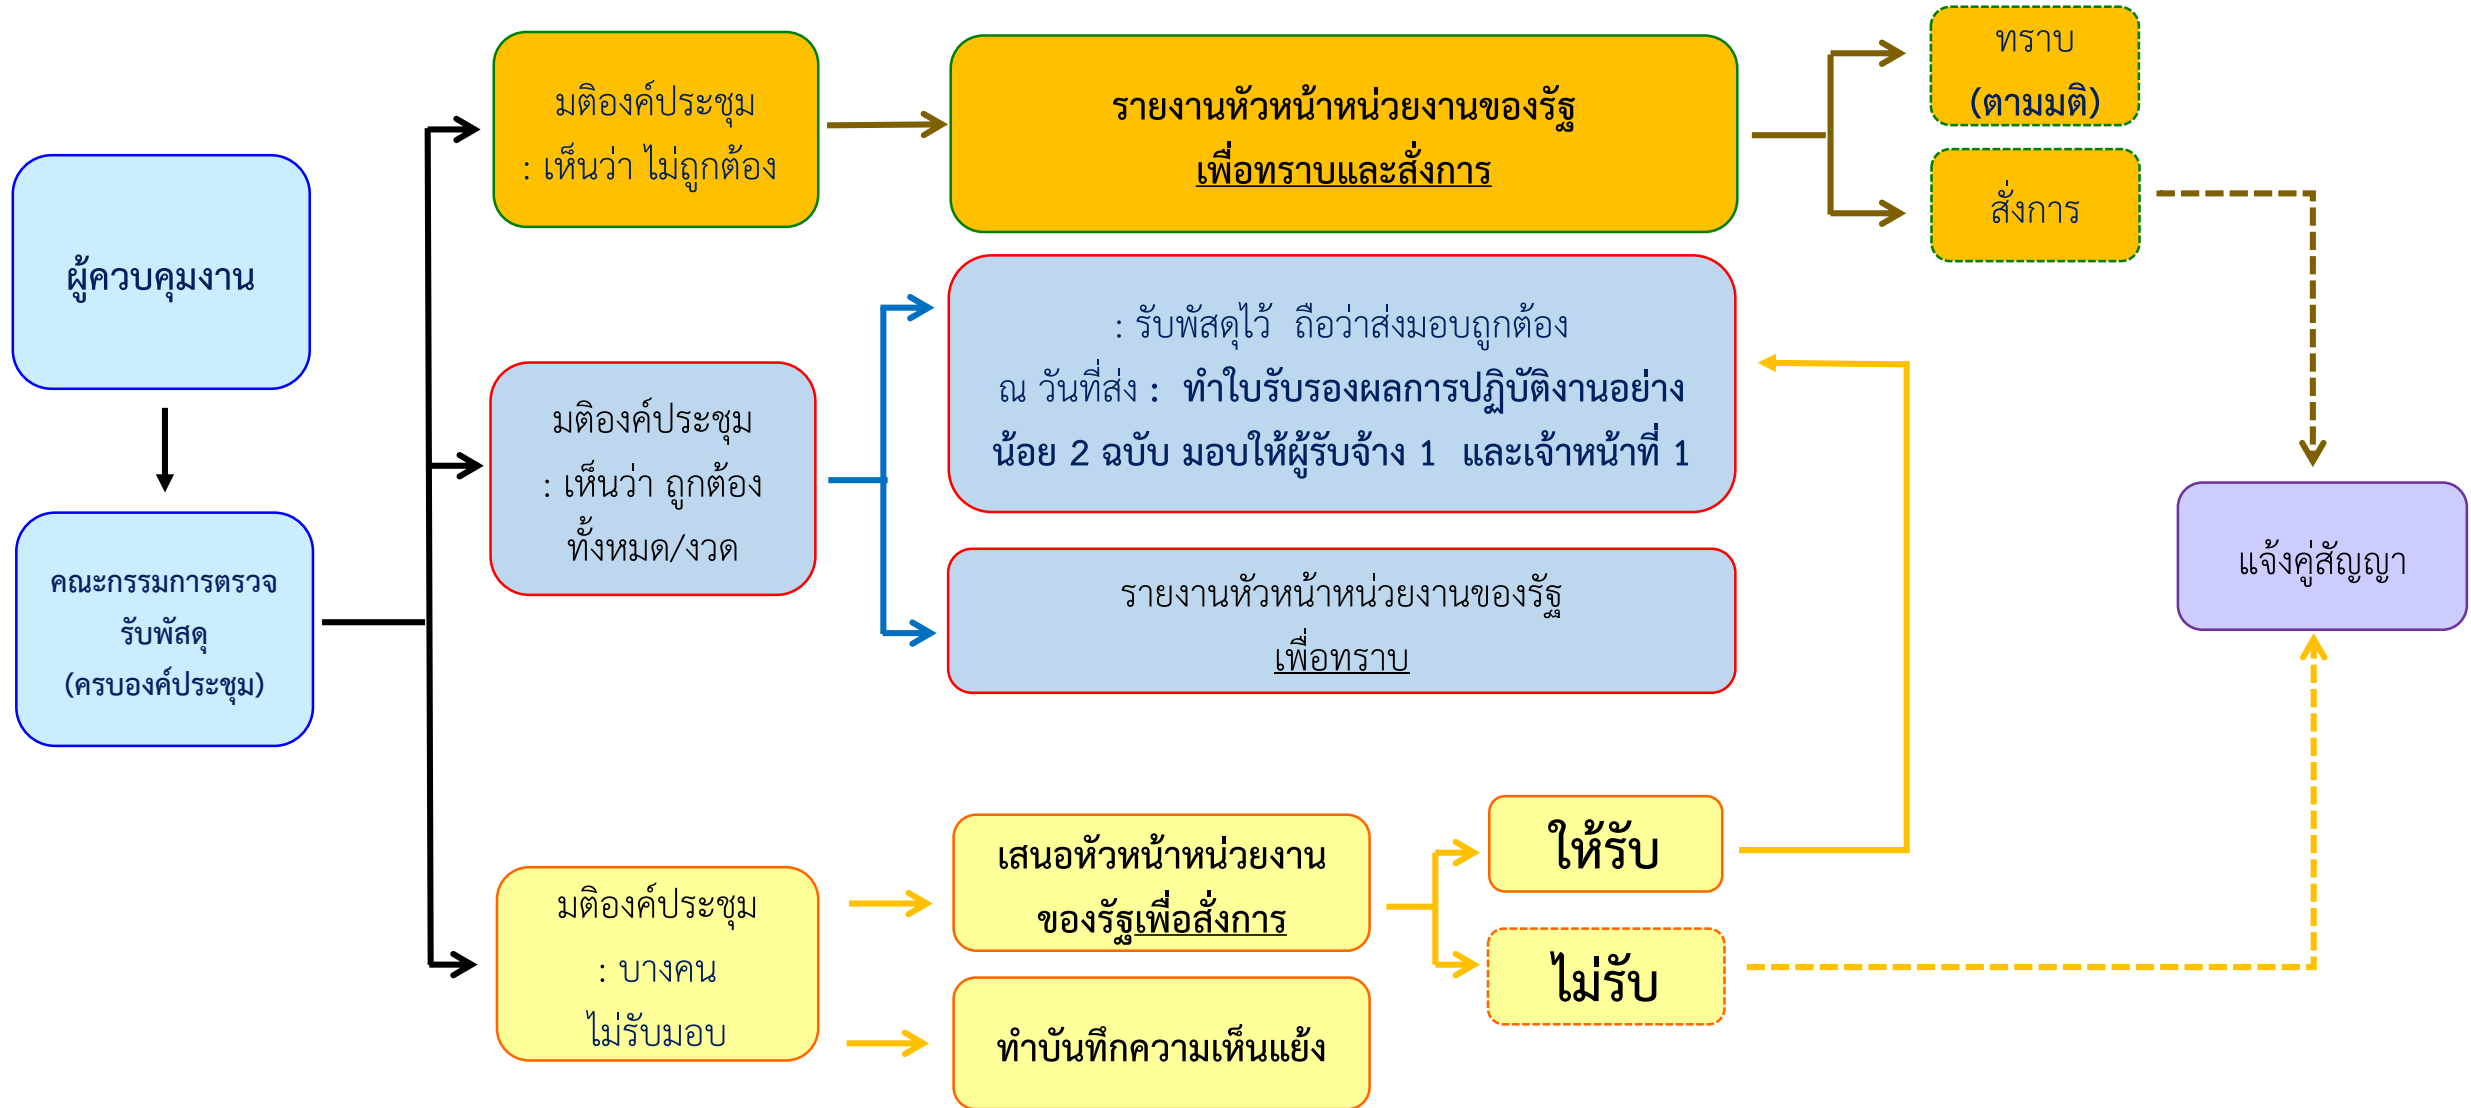 ผู้ควบคุมงาน
คณะกรรมการตรวจ
รับพัสดุ
(ครบองค์ประชุม)
มติองค์ประชุม
: เห็นว่า ไม่ถูกต้อง
รายงานหัวหน้าหน่วยงานของรัฐ
เพื่อทราบและสั่งการ
ทราบ
(ตามมติ)
สั่งการ
มติองค์ประชุม
: เห็นว่า ถูกต้อง
ทั้งหมด/งวด
: รับพัสดุไว้ ถือว่าส่งมอบถูกต้อง
ณ วันที่ส่ง : ทำใบรับรองผลการปฏิบัติงานอย่าง
น้อย 2 ฉบับ มอบให้ผู้รับจ้าง 1 และเจ้าหน้าที่ 1
รายงานหัวหน้าหน่วยงานของรัฐ
เพื่อทราบ
แจ้งคู่สัญญา
มติองค์ประชุม
: บางคน
ไม่รับมอบ
เสนอหัวหน้าหน่วยงาน
ของรัฐเพื่อสั่งการ
ทำบันทึกความเห็นแย้ง
ให้รับ
ไม่รับ